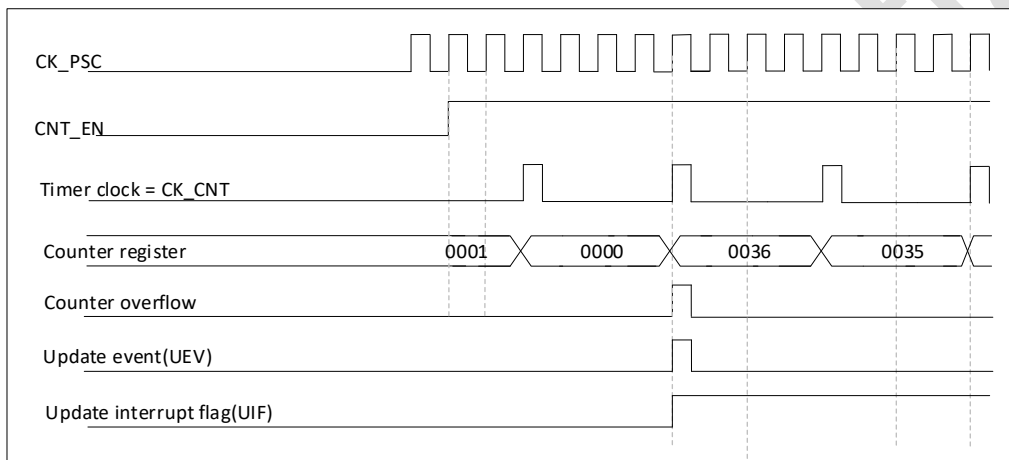 CK_PSC
CNT_EN
Timer clock = CK_CNT
Counter register 0001 0000 0036 0035
Counter overflow
Update event(UEV)
Update interrupt flag(UIF)